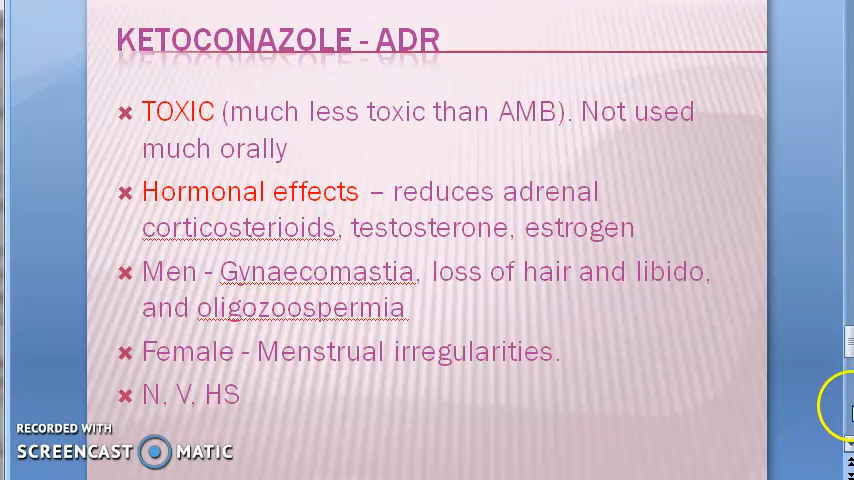 KETOCONAZOLE - ADR
TOXIC (much less toxic than AMB). Not used
much orally
Hormonal effects – reduces adrenal
corticosterioids, testosterone, estrogen
Men - Gynaecomastia, loss of hair and libido,
and oligozoospermia
Female - Menstrual irregularities.
N, V, HS
RECORDED WITH
SCREENCAST MATIC